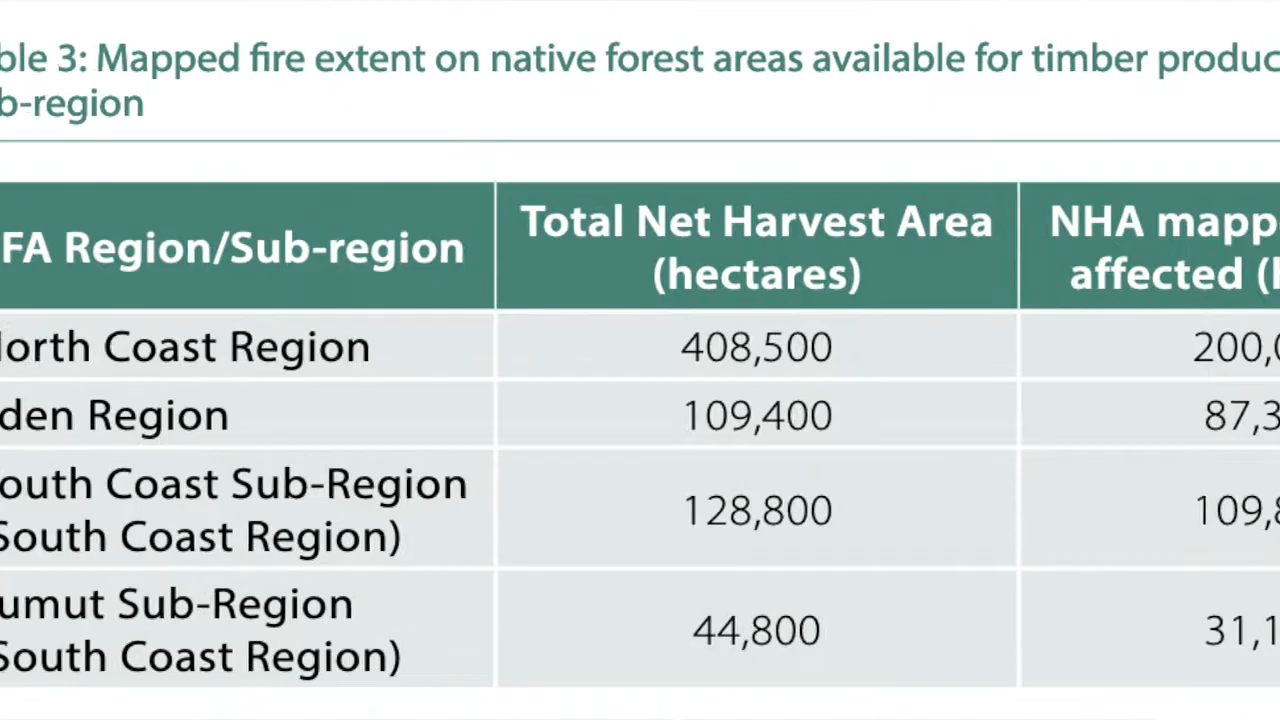 ble 3: Mapped fire extent on native forest areas available for timber produc
b-region
FA Region/Sub-region
Total Net Harvest Area
(hectares)
NHA mapp
affected (
orth Coast Region
408,500
200,
den Region
109,400
87,3
outh Coast Sub-Region
South Coast Region)
128,800
109,8
umut Sub-Region
South Coast Region)
44,800
31,1